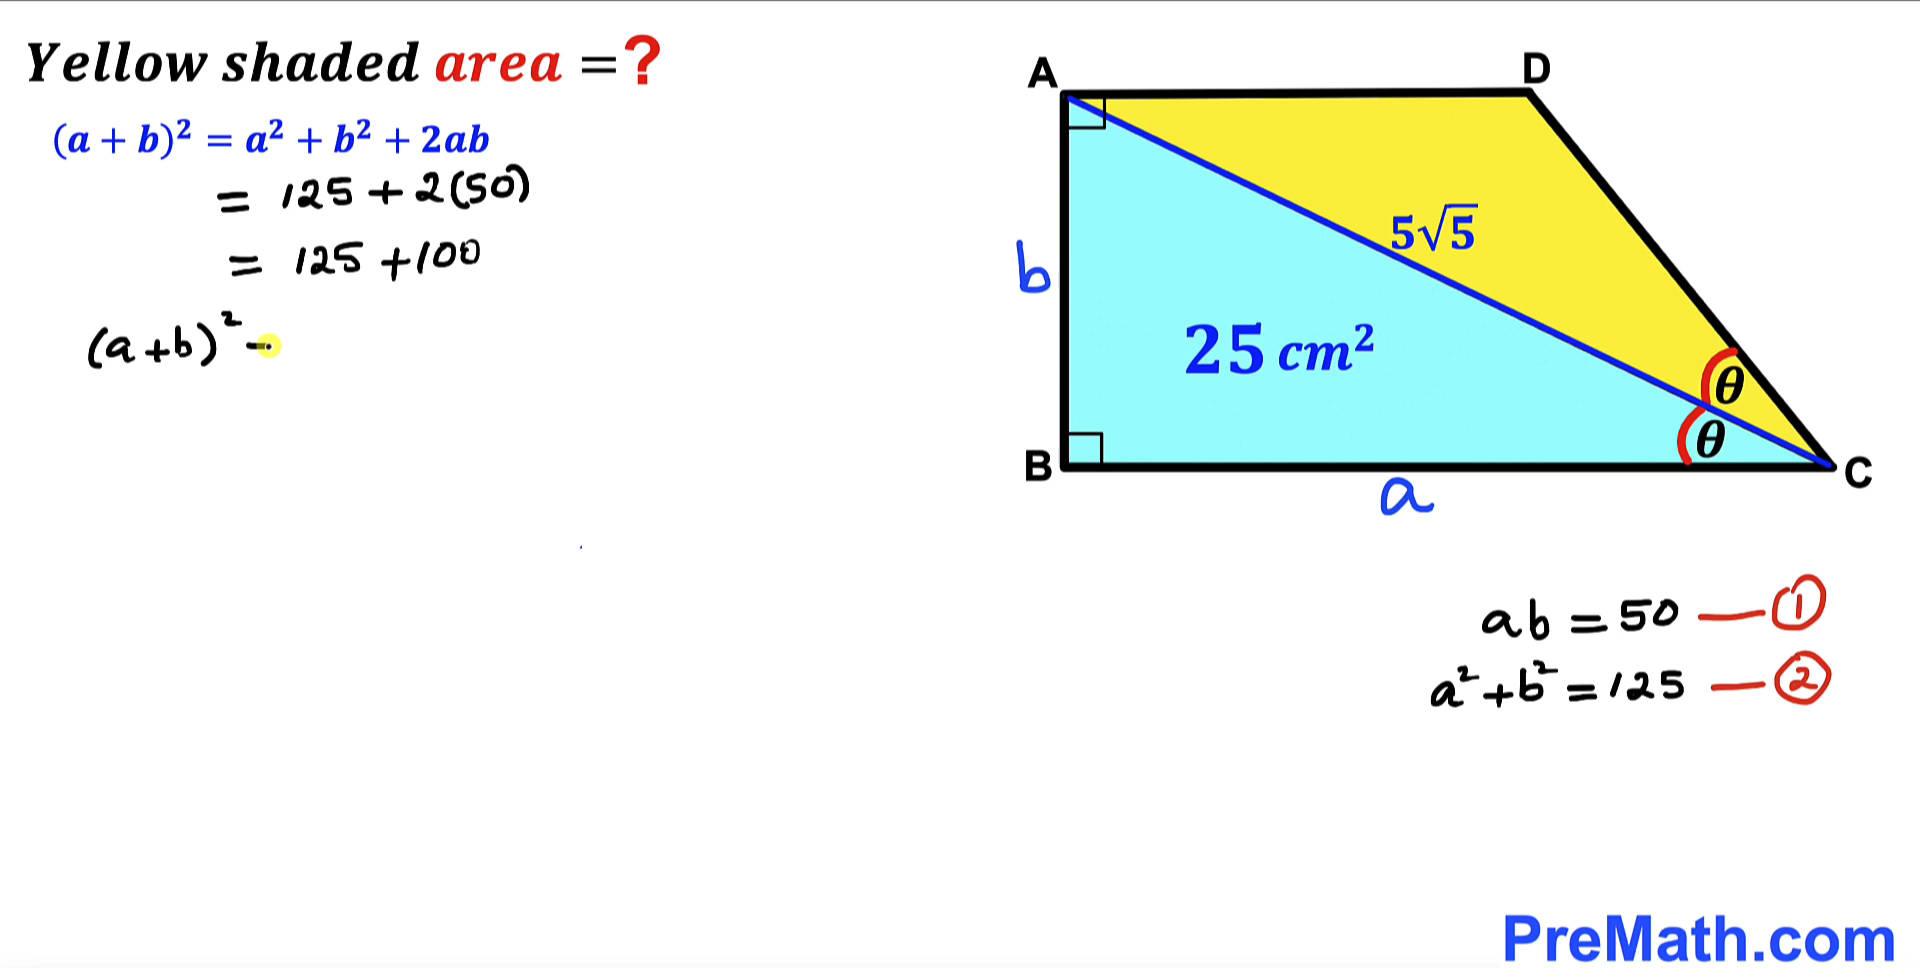 Yellow shaded area =?
(a + b)² = a² + b² + 2ab
= 125 + 2(50)
= 125 + 100
(a+b)² -
A
D
b
5√5
25 cm²
θ
θ
B
C
a
ab = 50 — ①
a² + b² = 125 — ②
PreMath.com